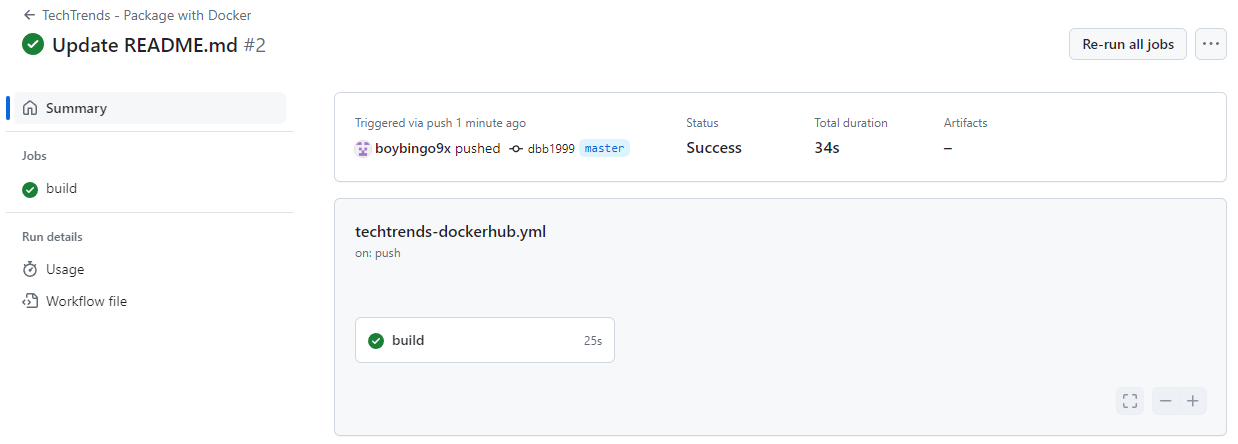 TechTrends - Package with Docker
Update README.md #2
Re-run all jobs
Summary
Jobs
build
Run details
Usage
Workflow file
Triggered via push 1 minute ago
boybingo9x pushed dbb1999 master
Status
Success
Total duration
34s
Artifacts
–
techtrends-dockerhub.yml
on: push
build 25s